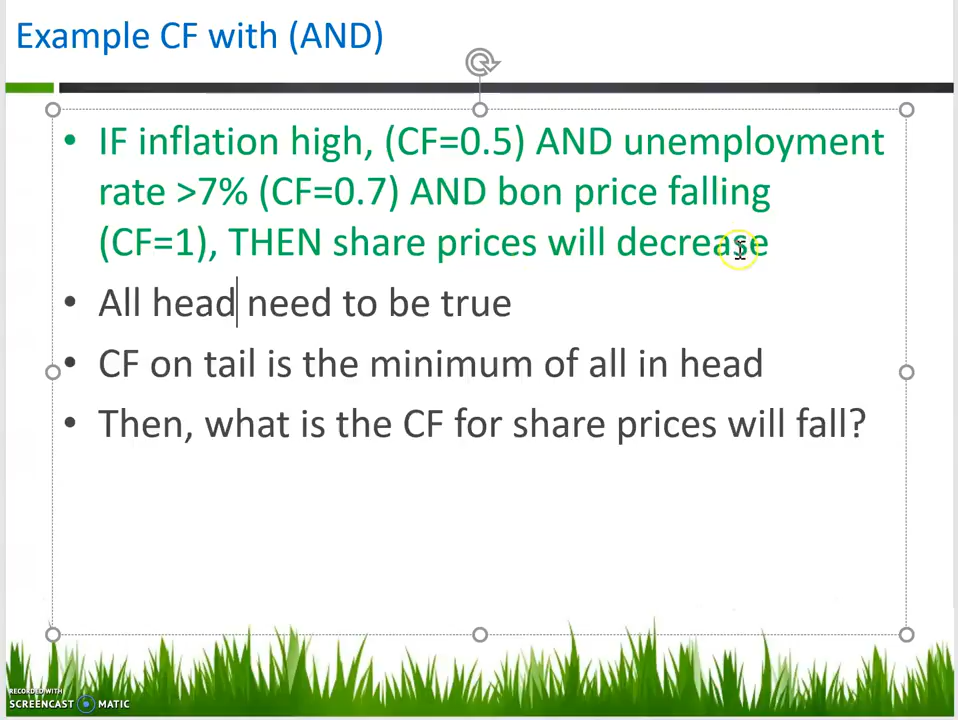 Example CF with (AND)
• IF inflation high, (CF=0.5) AND unemployment
rate >7% (CF=0.7) AND bon price falling
(CF=1), THEN share prices will decrease
• All head need to be true
• CF on tail is the minimum of all in head
• Then, what is the CF for share prices will fall?
RECORDED WITH
SCREENCAST MATIC